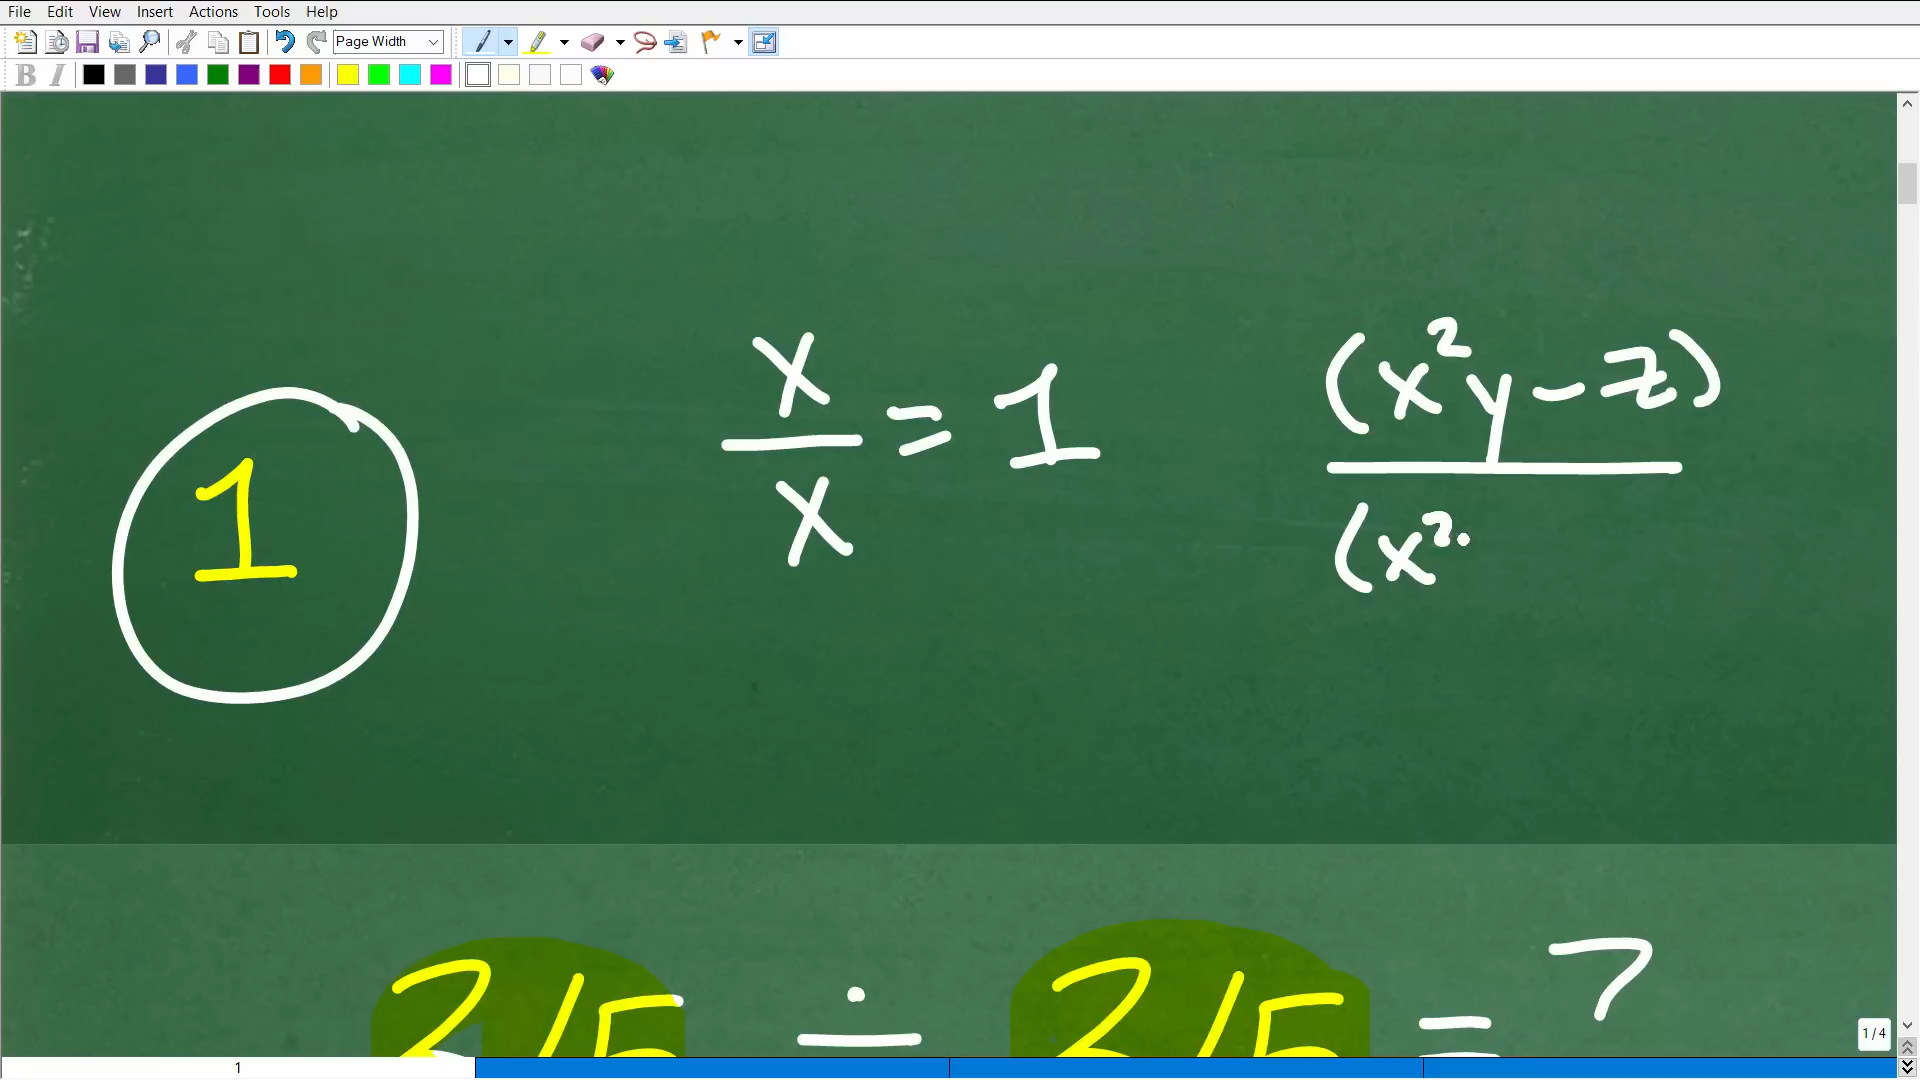 File Edit View Insert Actions Tools Help
Page Width
B I
1
x/x = 1
(x²y - z)
(x²
2/5 ÷ 2/5 = ?
1 / 4
1